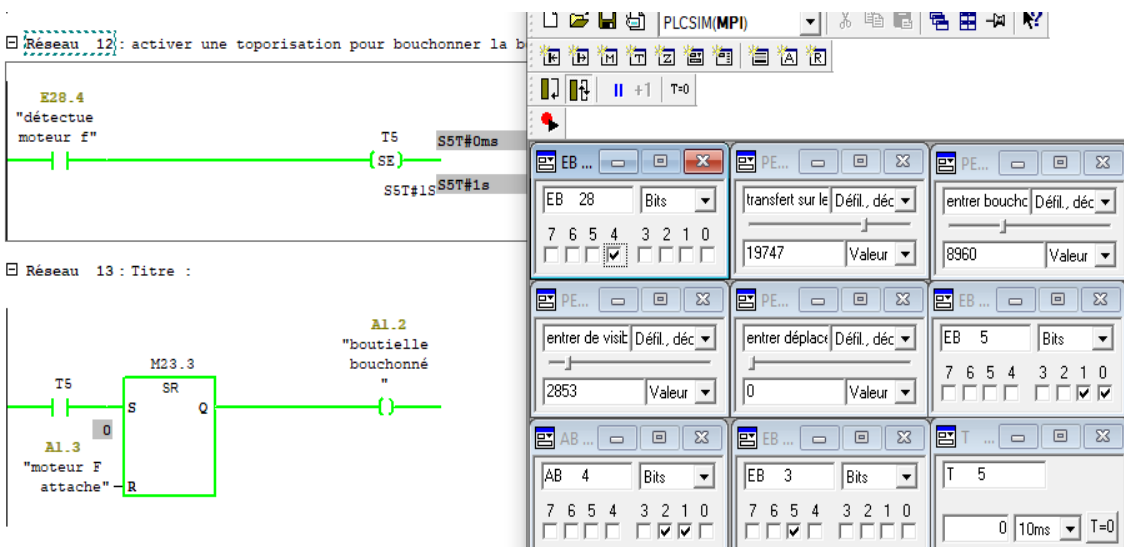 Réseau 12 : activer une toporisation pour bouchonner la b
E28.4
"détectue
moteur f"
T5
SE
S5T#0ms
S5T#1S
S5T#1s
Réseau 13 : Titre :
A1.2
"boutielle
bouchonné
"
M23.3
T5
SR
S
Q
0
A1.3
"moteur F
attache"
R
PLCSIM(MPI)
+1
T=0
EB ...
EB 28
Bits
7 6 5 4 3 2 1 0
PE...
transfert sur le
Défil., déc
19747
Valeur
PE...
entrer boucho
Défil., déc
8960
Valeur
PE...
entrer de visit
Défil., déc
2853
Valeur
PE...
entrer déplace
Défil., déc
0
Valeur
EB ...
EB 5
Bits
7 6 5 4 3 2 1 0
AB ...
AB 4
Bits
7 6 5 4 3 2 1 0
EB ...
EB 3
Bits
7 6 5 4 3 2 1 0
T ...
T 5
0
10ms
T=0